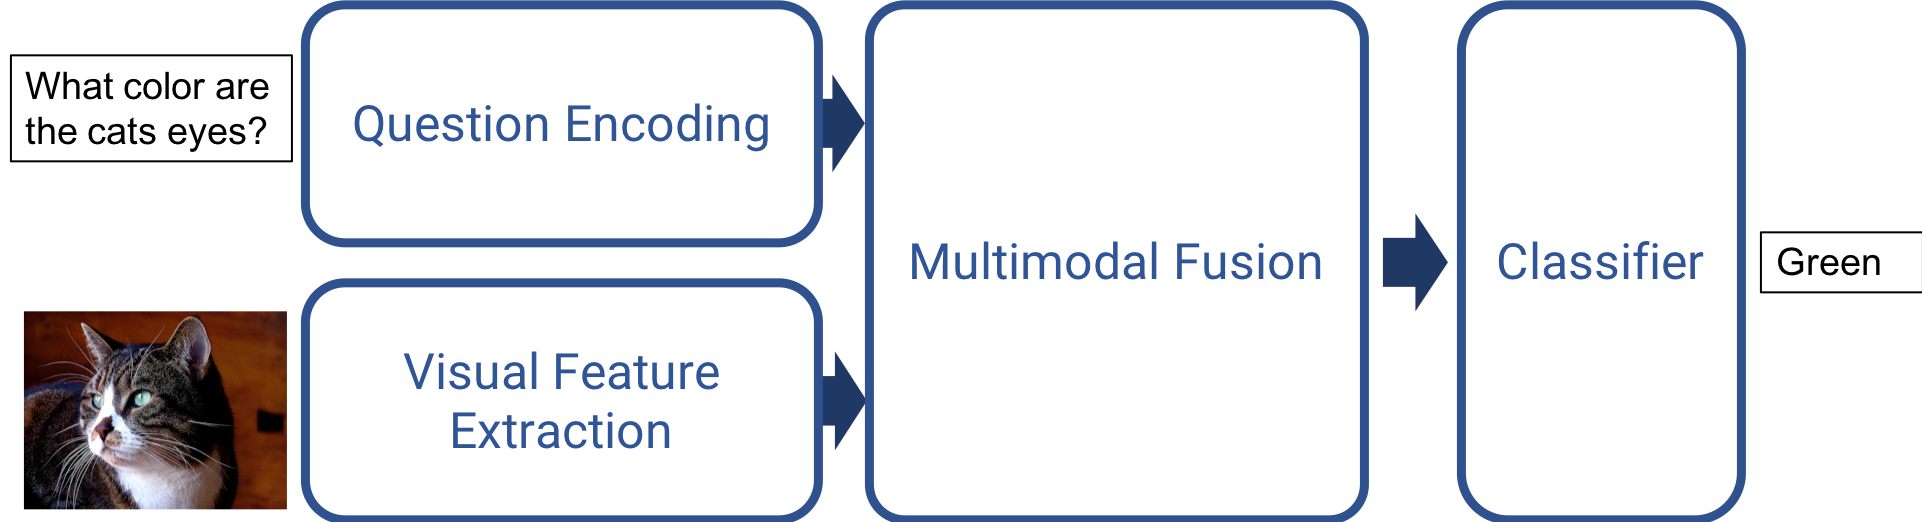 What color are
the cats eyes?
Question Encoding
Visual Feature
Extraction
Multimodal Fusion
Classifier
Green